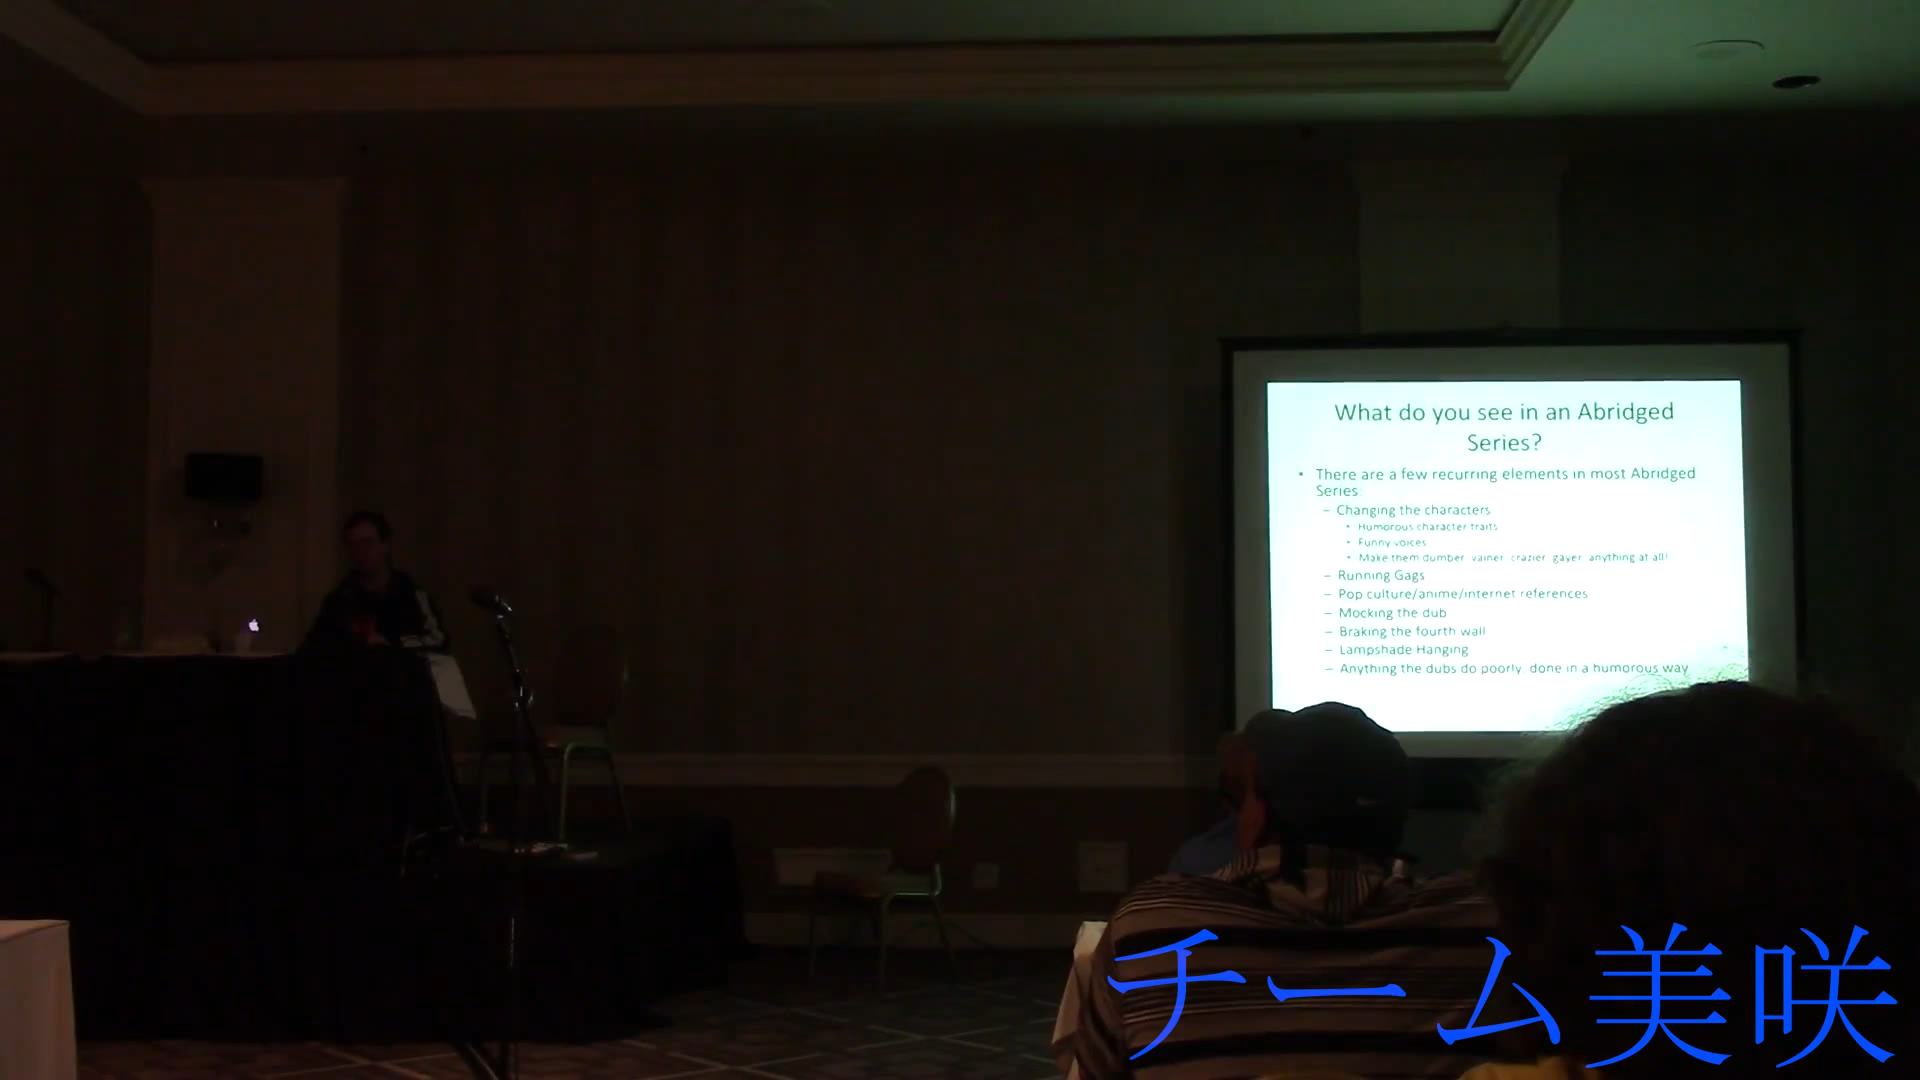 What do you see in an Abridged
Series?
• There are a few recurring elements in most Abridged
Series:
– Changing the characters
• Humorous character traits
• Funny voices
• Make them dumber, vainer, crazier, gayer, anything at all!
– Running Gags
– Pop culture/anime/internet references
– Mocking the dub
– Braking the fourth wall
– Lampshade Hanging
– Anything the dubs do poorly, done in a humorous way
チーム美咲